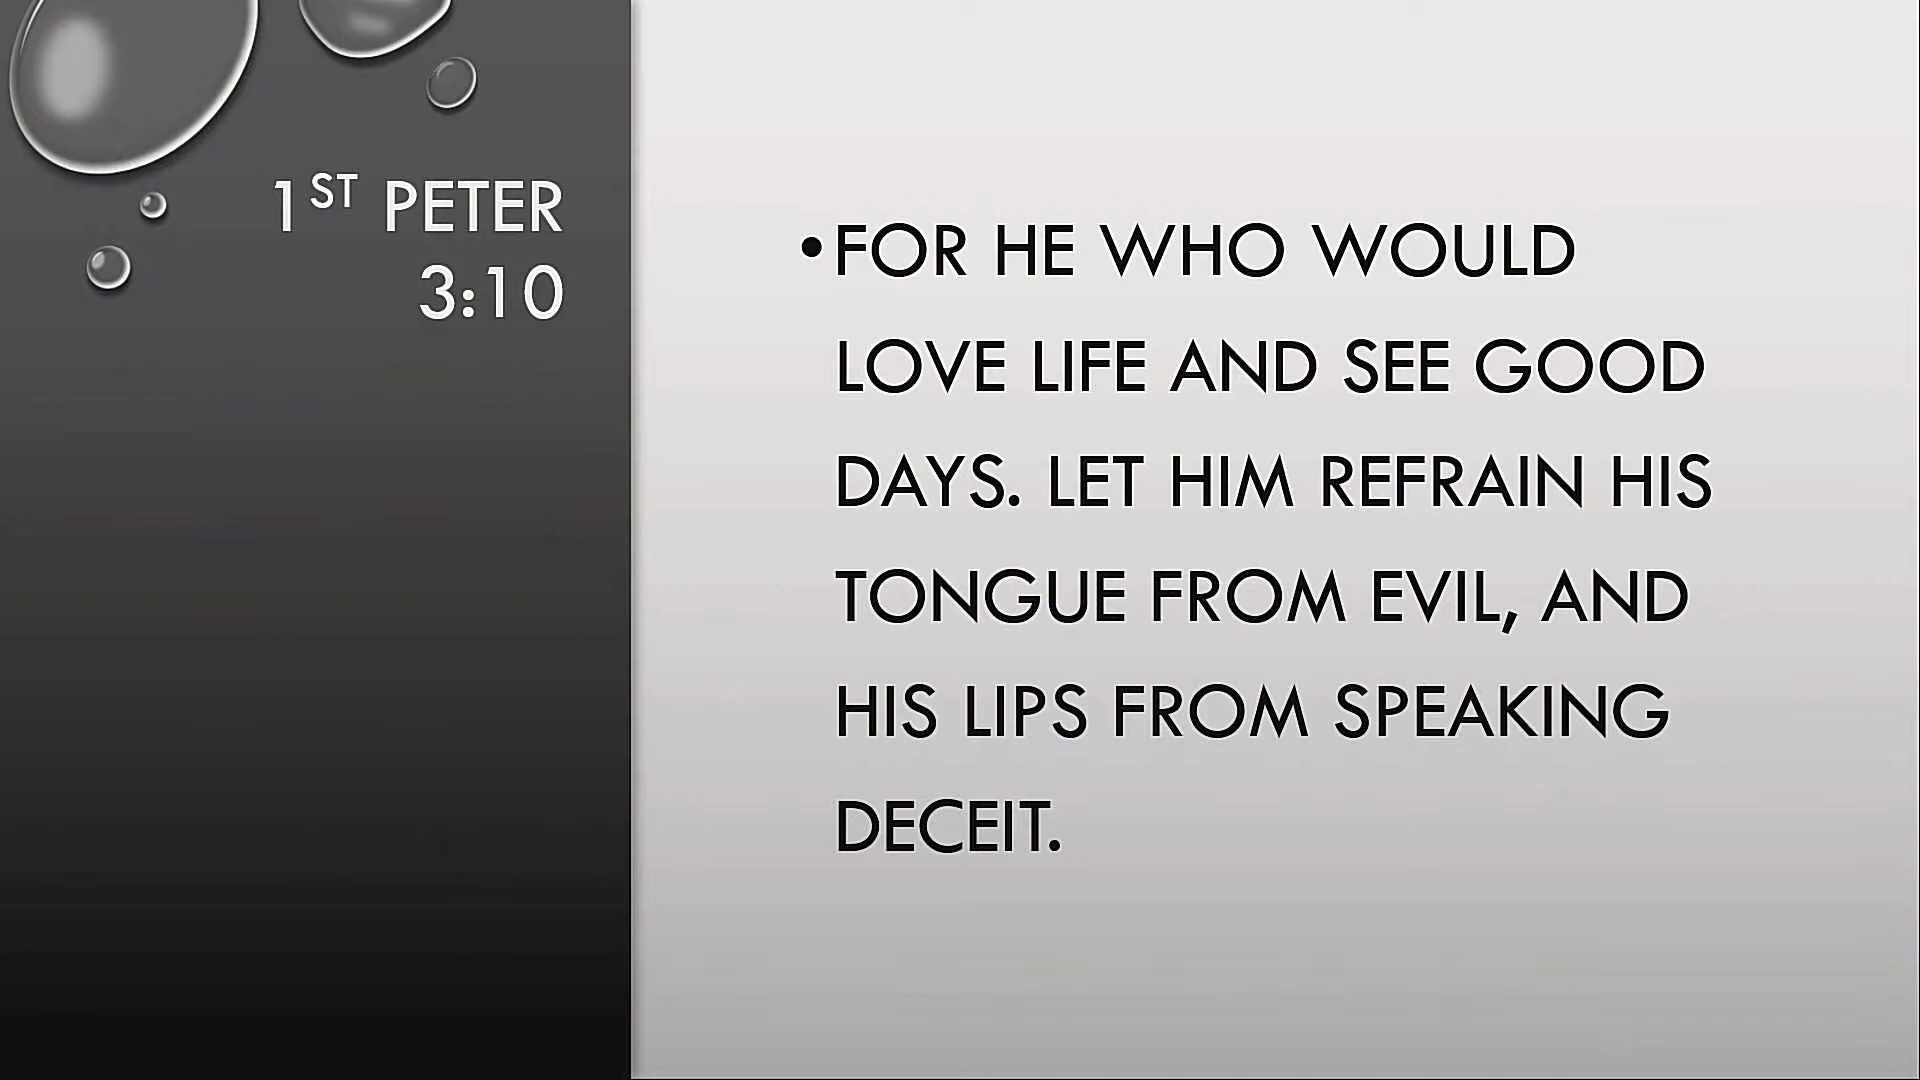 1ST PETER
3:10
•FOR HE WHO WOULD
LOVE LIFE AND SEE GOOD
DAYS. LET HIM REFRAIN HIS
TONGUE FROM EVIL, AND
HIS LIPS FROM SPEAKING
DECEIT.